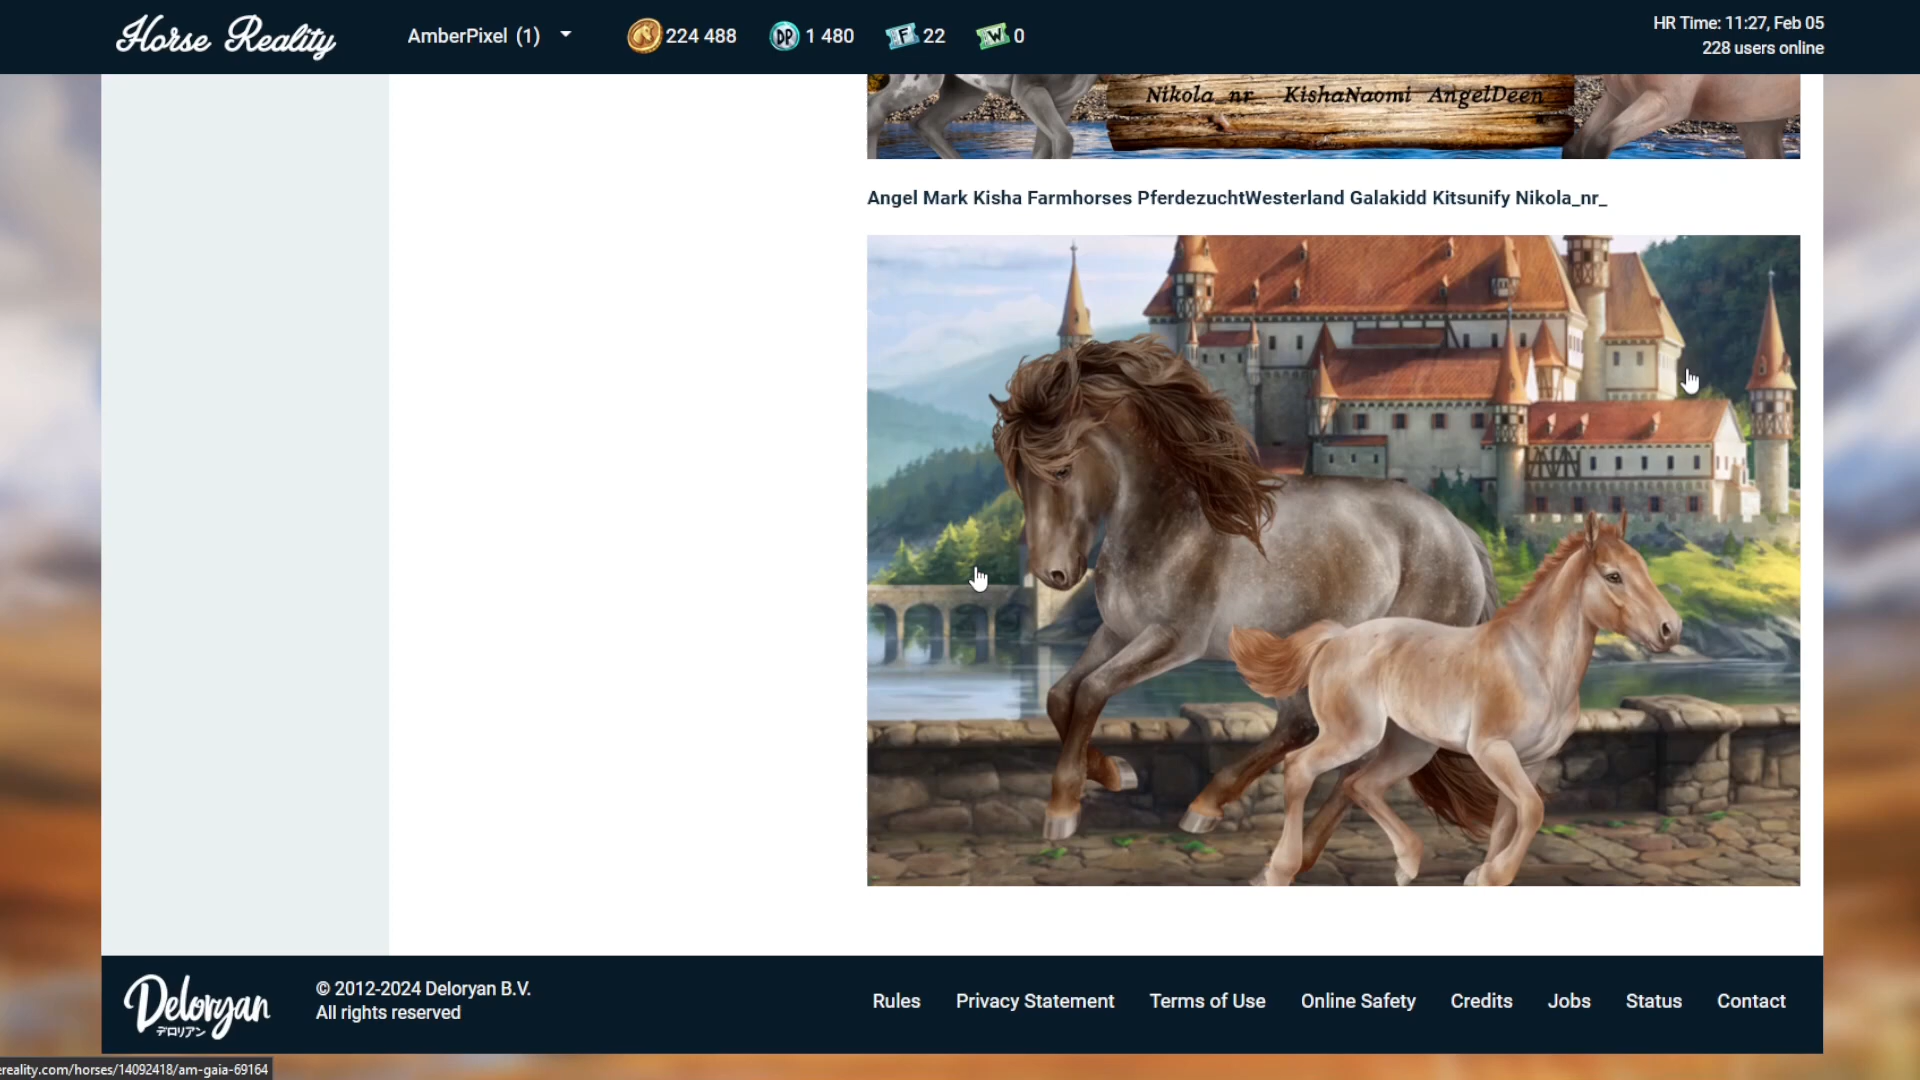 Horse Reality
AmberPixel (1)
224 488
DP 1 480
F 22
W 0
HR Time: 11:27, Feb 05
228 users online
Nikola_nr_ KishaNaomi AngelDeen
Angel Mark Kisha Farmhorses PferdezuchtWesterland Galakidd Kitsunify Nikola_nr_
Deloryan
デロリアン
© 2012-2024 Deloryan B.V.
All rights reserved
Rules
Privacy Statement
Terms of Use
Online Safety
Credits
Jobs
Status
Contact
ereality.com/horses/14092418/am-gaia-69164